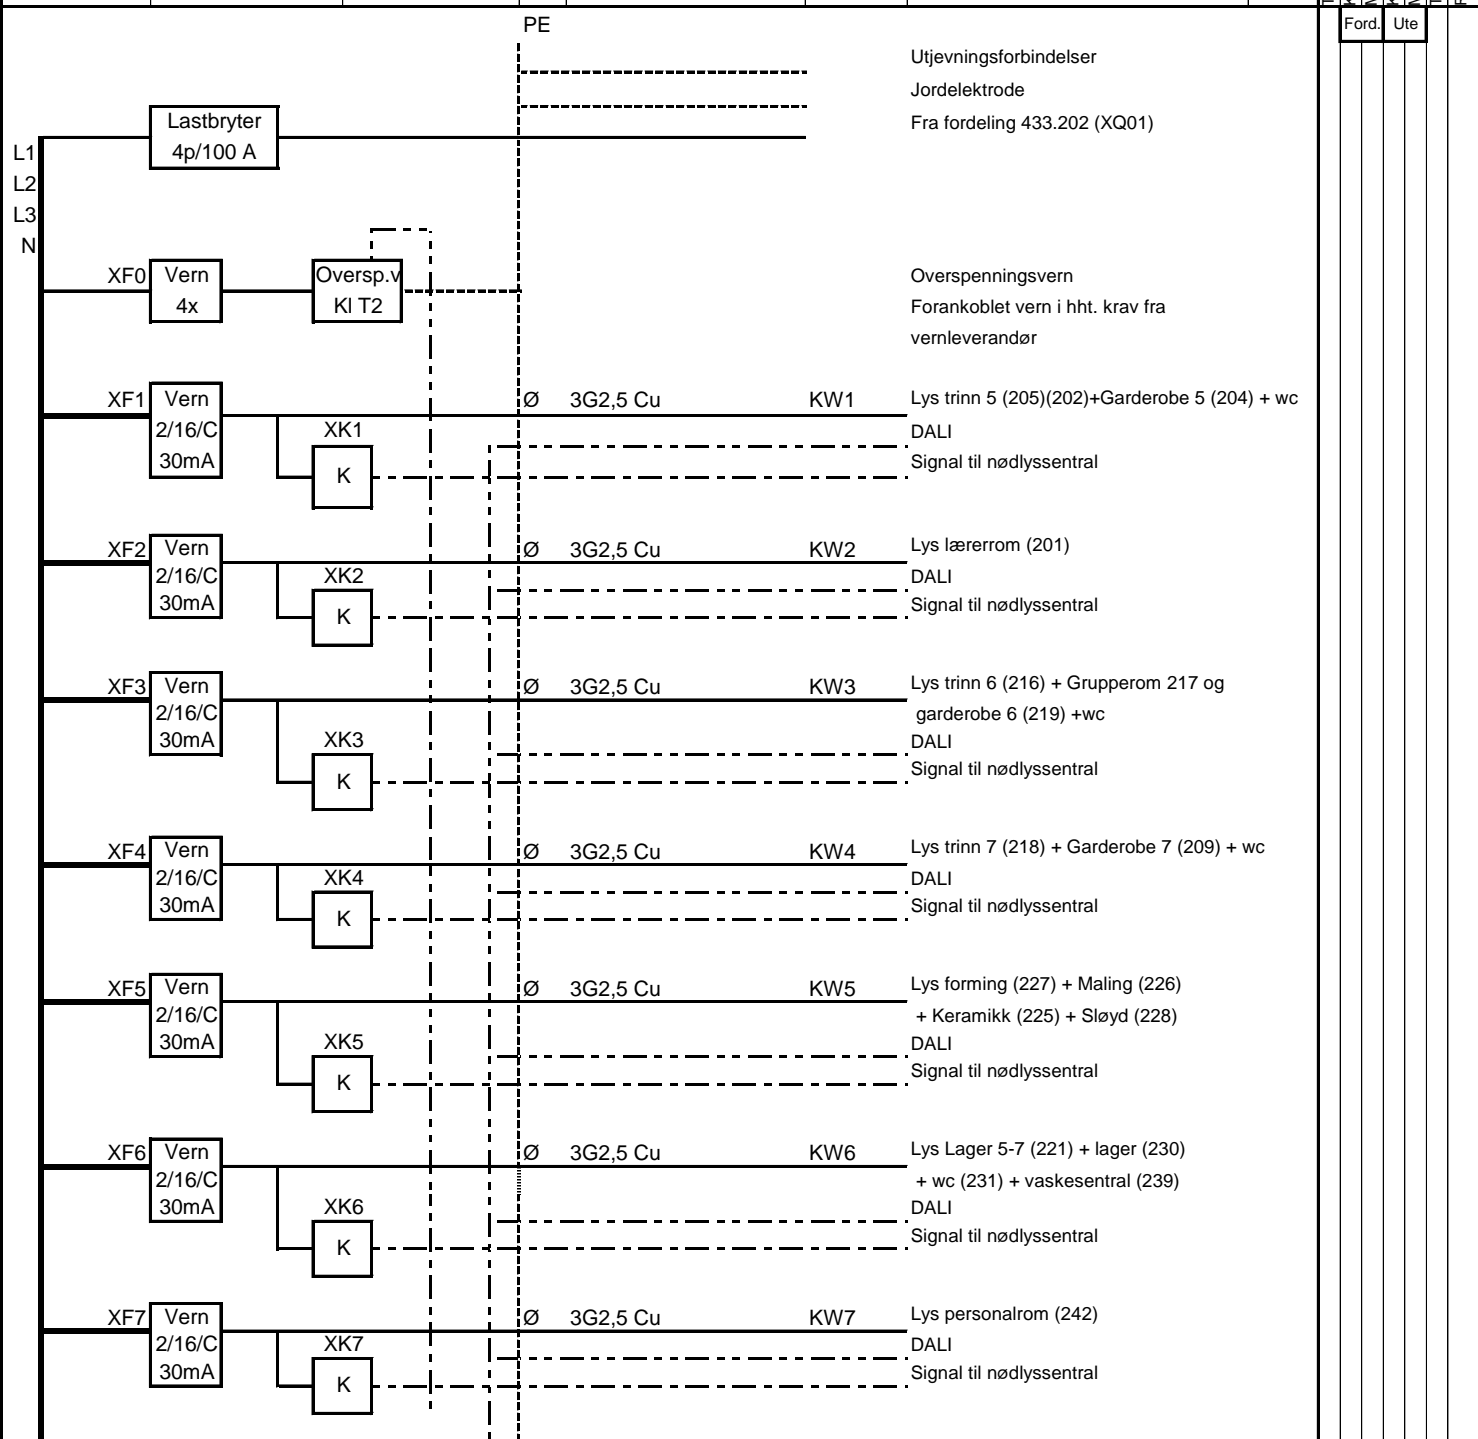 Ford. Ute
PE
Utjevningsforbindelser
Jordelektrode
Fra fordeling 433.202 (XQ01)
Lastbryter
4p/100 A
L1
L2
L3
N
XF0 Vern
4x
Oversp.v
Kl T2
Overspenningsvern
Forankoblet vern i hht. krav fra
vernleverandør
XF1 Vern
2/16/C
30mA
XK1
K
Ø 3G2,5 Cu KW1 Lys trinn 5 (205)(202)+Garderobe 5 (204) + wc
DALI
Signal til nødlyssentral
XF2 Vern
2/16/C
30mA
XK2
K
Ø 3G2,5 Cu KW2 Lys lærerrom (201)
DALI
Signal til nødlyssentral
XF3 Vern
2/16/C
30mA
XK3
K
Ø 3G2,5 Cu KW3 Lys trinn 6 (216) + Grupperom 217 og
garderobe 6 (219) +wc
DALI
Signal til nødlyssentral
XF4 Vern
2/16/C
30mA
XK4
K
Ø 3G2,5 Cu KW4 Lys trinn 7 (218) + Garderobe 7 (209) + wc
DALI
Signal til nødlyssentral
XF5 Vern
2/16/C
30mA
XK5
K
Ø 3G2,5 Cu KW5 Lys forming (227) + Maling (226)
+ Keramikk (225) + Sløyd (228)
DALI
Signal til nødlyssentral
XF6 Vern
2/16/C
30mA
XK6
K
Ø 3G2,5 Cu KW6 Lys Lager 5-7 (221) + lager (230)
+ wc (231) + vaskesentral (239)
DALI
Signal til nødlyssentral
XF7 Vern
2/16/C
30mA
XK7
K
Ø 3G2,5 Cu KW7 Lys personalrom (242)
DALI
Signal til nødlyssentral